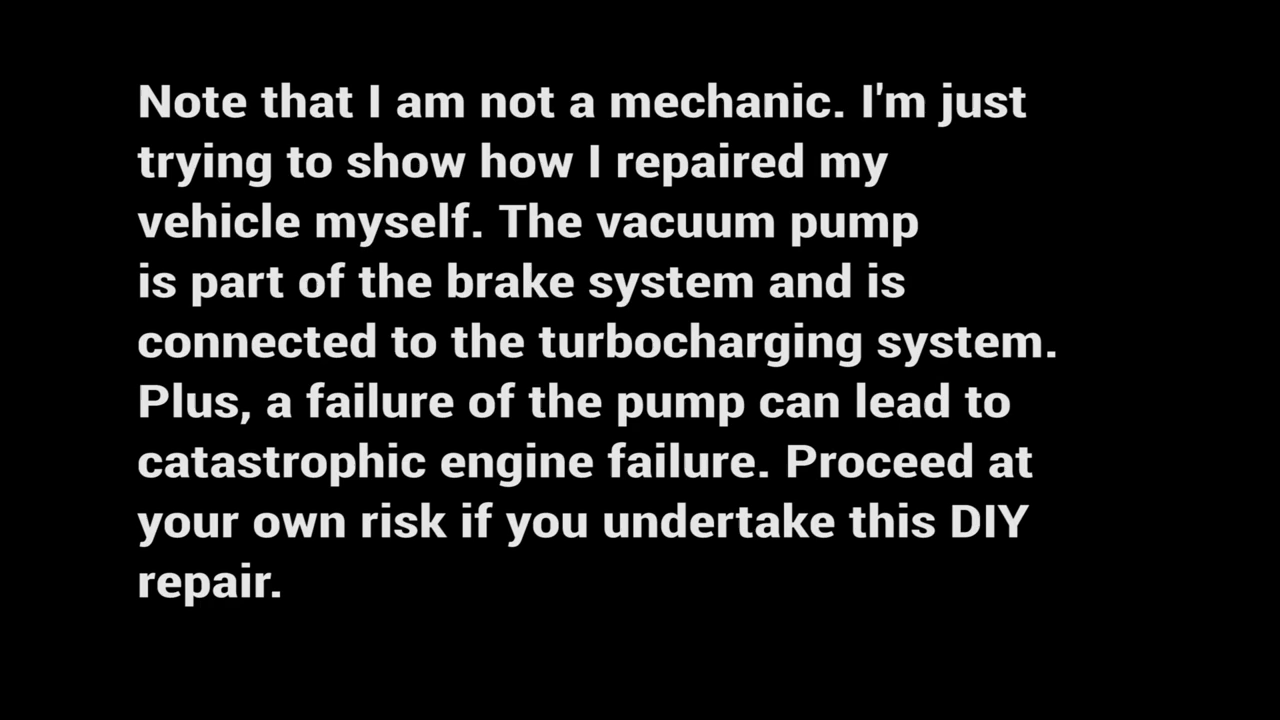 Note that I am not a mechanic. I'm just
trying to show how I repaired my
vehicle myself. The vacuum pump
is part of the brake system and is
connected to the turbocharging system.
Plus, a failure of the pump can lead to
catastrophic engine failure. Proceed at
your own risk if you undertake this DIY
repair.